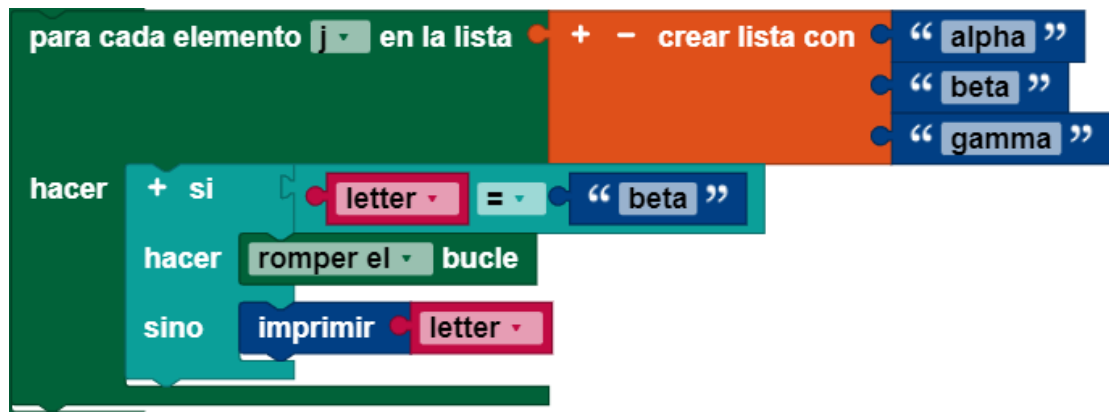 para cada elemento j en la lista + - crear lista con “ alpha ”
“ beta ”
“ gamma ”
hacer + si letter = “ beta ”
hacer romper el bucle
sino imprimir letter